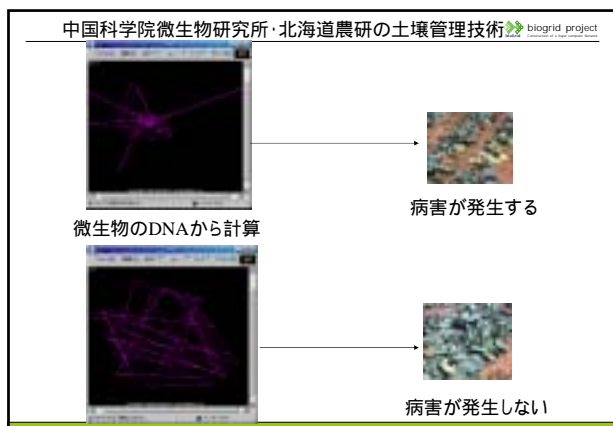 中国科学院微生物研究所・北海道農研の土壌管理技術
biogrid project
病害が発生する
微生物のDNAから計算
病害が発生しない